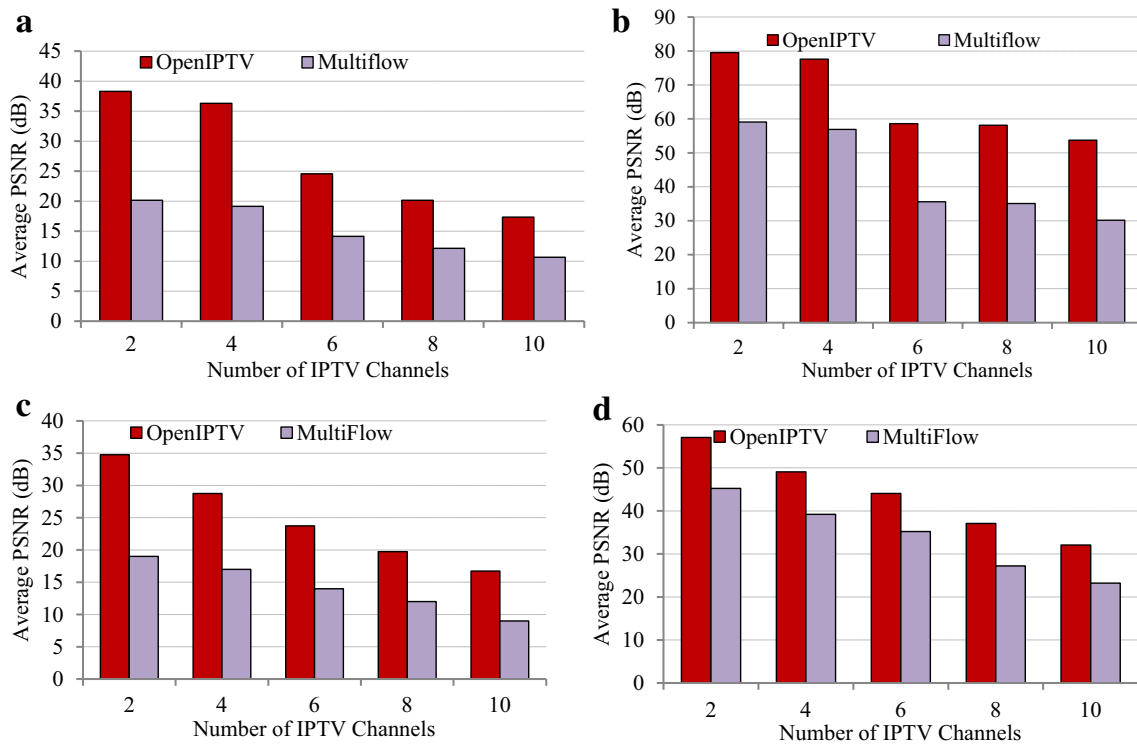 a
45
40
35
30
25
20
15
10
5
0
Average PSNR (dB)
OpenIPTV Multiflow
2 4 6 8 10
Number of IPTV Channels
b
90
80
70
60
50
40
30
20
10
0
Average PSNR (dB)
OpenIPTV Multiflow
2 4 6 8 10
Number of IPTV Channels
c
40
35
30
25
20
15
10
5
0
Average PSNR (dB)
OpenIPTV MultiFlow
2 4 6 8 10
Number of IPTV Channels
d
60
50
40
30
20
10
0
Average PSNR (dB)
OpenIPTV MultiFlow
2 4 6 8 10
Number of IPTV Channels